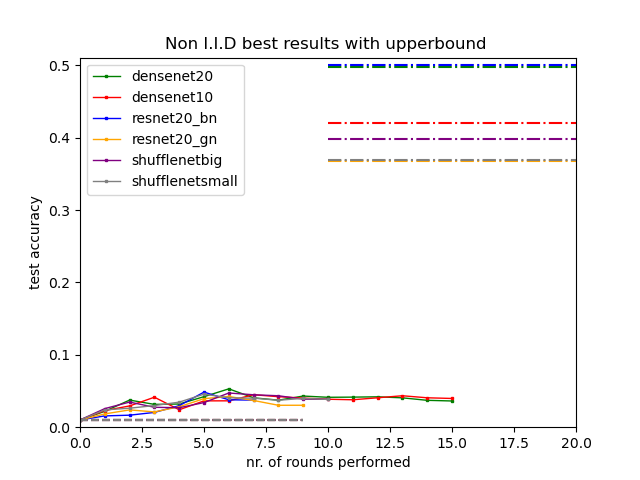 Non I.I.D best results with upperbound
densenet20
densenet10
resnet20_bn
resnet20_gn
shufflenetbig
shufflenetsmall
test accuracy
0.5
0.4
0.3
0.2
0.1
0.0
0.0 2.5 5.0 7.5 10.0 12.5 15.0 17.5 20.0
nr. of rounds performed